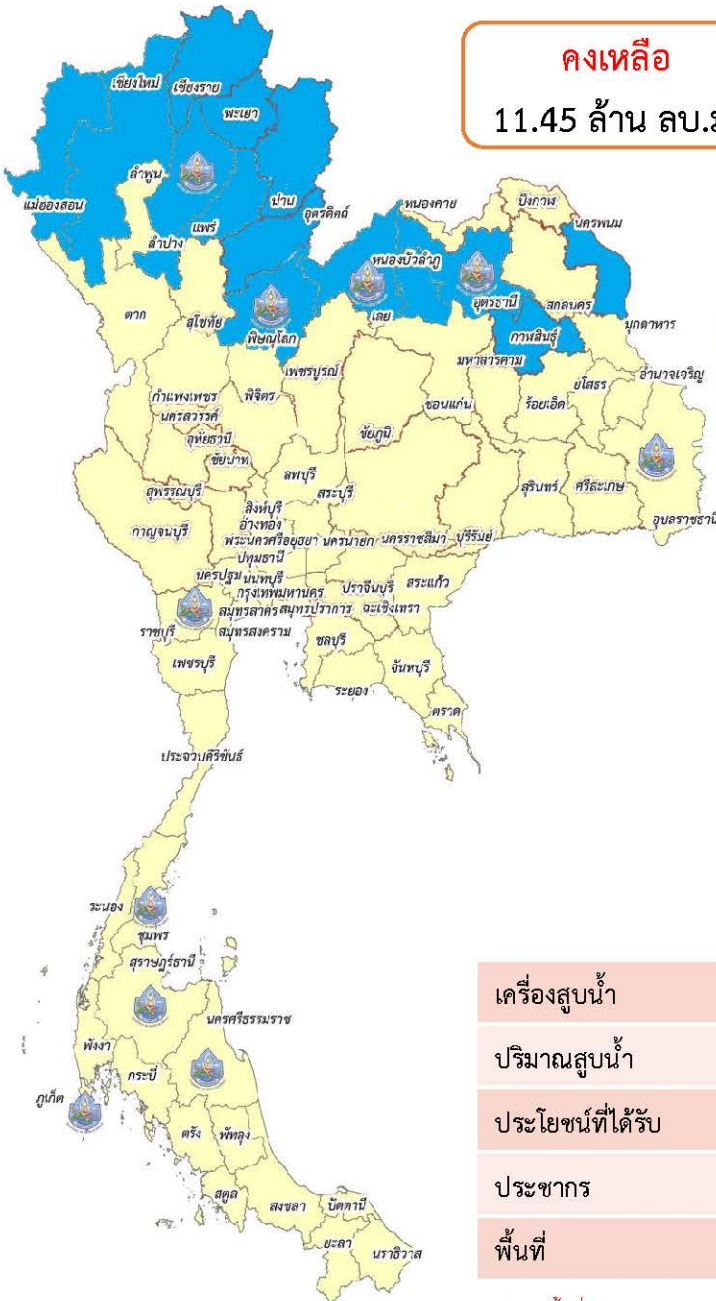 คงเหลือ
11.45 ล้าน ลบ.ม
เชียงใหม่
เชียงราย
พะเยา
ลำพูน
แม่ฮ่องสอน
น่าน
แพร่
อุตรดิตถ์
ลำปาง
หนองคาย
บึงกาฬ
นครพนม
หนองบัวลำภู
อุดรธานี
สกลนคร
ตาก
สุโขทัย
พิษณุโลก
เลย
กาฬสินธุ์
มุกดาหาร
เพชรบูรณ์
มหาสารคาม
อำนาจเจริญ
กำแพงเพชร
พิจิตร
ขอนแก่น
ร้อยเอ็ด
ยโสธร
นครสวรรค์
อุทัยธานี
ชัยภูมิ
ชัยนาท
ลพบุรี
สุพรรณบุรี
สระบุรี
สุรินทร์
ศรีสะเกษ
สิงห์บุรี
อ่างทอง
กาญจนบุรี
อุบลราชธานี
พระนครศรีอยุธยา
นครนายก
นครราชสีมา
บุรีรัมย์
ปทุมธานี
นครปฐม
นนทบุรี
กรุงเทพมหานคร
ปราจีนบุรี
สระแก้ว
สมุทรสาคร
สมุทรปราการ
ฉะเชิงเทรา
ราชบุรี
สมุทรสงคราม
ชลบุรี
เพชรบุรี
จันทบุรี
ระยอง
ตราด
ประจวบคีรีขันธ์
ระนอง
ชุมพร
สุราษฎร์ธานี
นครศรีธรรมราช
พังงา
กระบี่
ภูเก็ต
ตรัง
พัทลุง
สตูล
สงขลา
ปัตตานี
ยะลา
นราธิวาส
เครื่องสูบน้ำ
ปริมาณสูบน้ำ
ประโยชน์ที่ได้รับ
ประชากร
พื้นที่